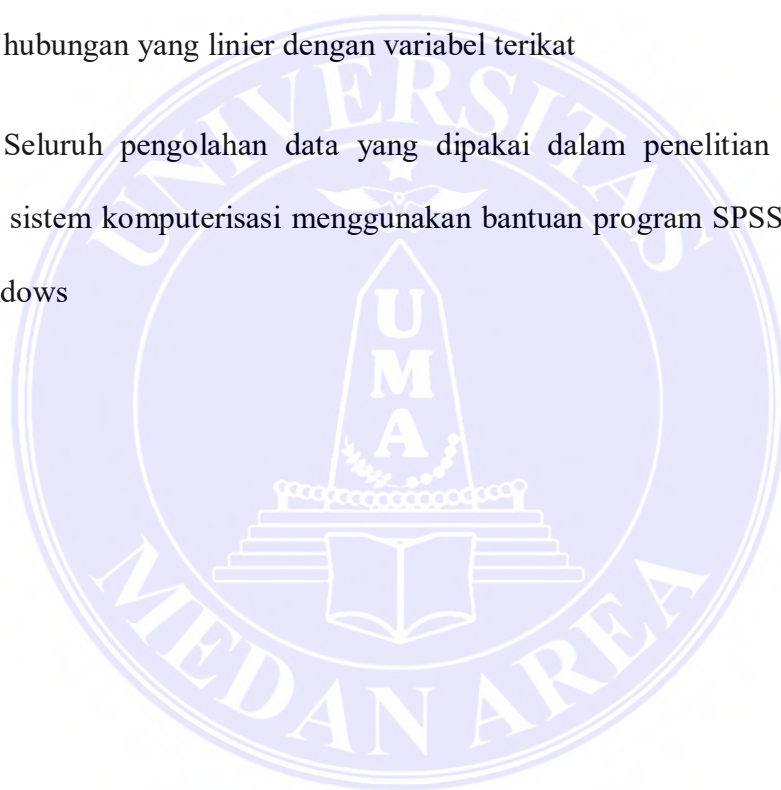 hubungan yang linier dengan variabel terikat
Seluruh pengolahan data yang dipakai dalam penelitian
sistem komputerisasi menggunakan bantuan program SPSS
dows
UNIVERSITAS
UMA
MEDAN AREA